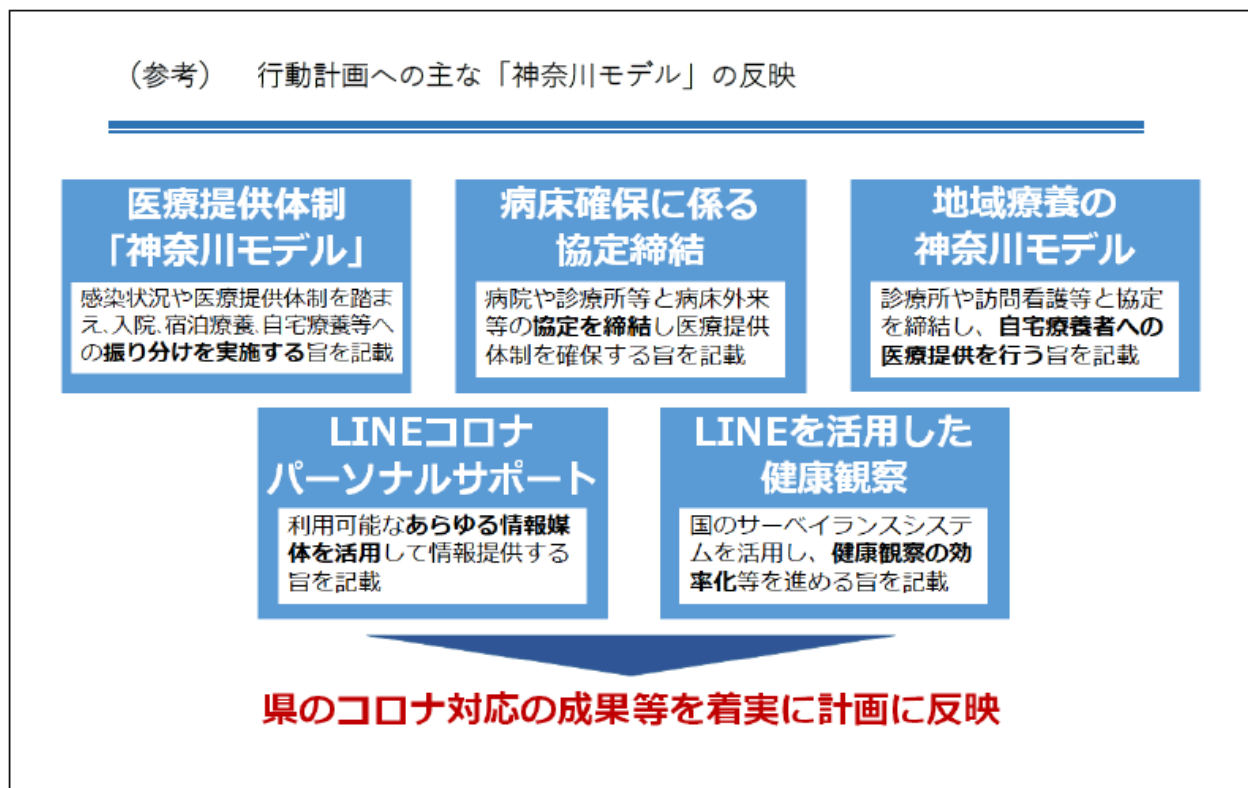 （参考）　行動計画への主な「神奈川モデル」の反映
医療提供体制
「神奈川モデル」
感染状況や医療提供体制を踏ま
え、入院、宿泊療養、自宅療養等へ
の振り分けを実施する旨を記載
病床確保に係る
協定締結
病院や診療所等と病床外来
等の協定を締結し医療提供
体制を確保する旨を記載
地域療養の
神奈川モデル
診療所や訪問看護等と協定
を締結し、自宅療養者への
医療提供を行う旨を記載
LINEコロナ
パーソナルサポート
利用可能なあらゆる情報媒
体を活用して情報提供する
旨を記載
LINEを活用した
健康観察
国のサーベイランスシステ
ムを活用し、健康観察の効
率化等を進める旨を記載
県のコロナ対応の成果等を着実に計画に反映